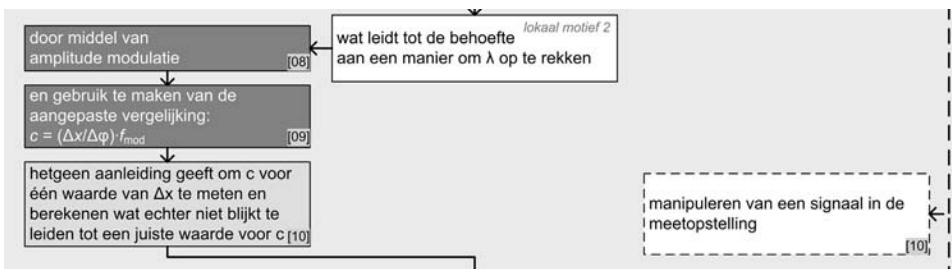 lokaal motief 2
wat leidt tot de behoefte
aan een manier om λ op te rekken
door middel van
amplitude modulatie
[08]
en gebruik te maken van de
aangepaste vergelijking:
c = (Δx/Δφ)·fmod
[09]
hetgeen aanleiding geeft om c voor
één waarde van Δx te meten en
berekenen wat echter niet blijkt te
leiden tot een juiste waarde voor c [10]
manipuleren van een signaal in de
meetopstelling
[10]